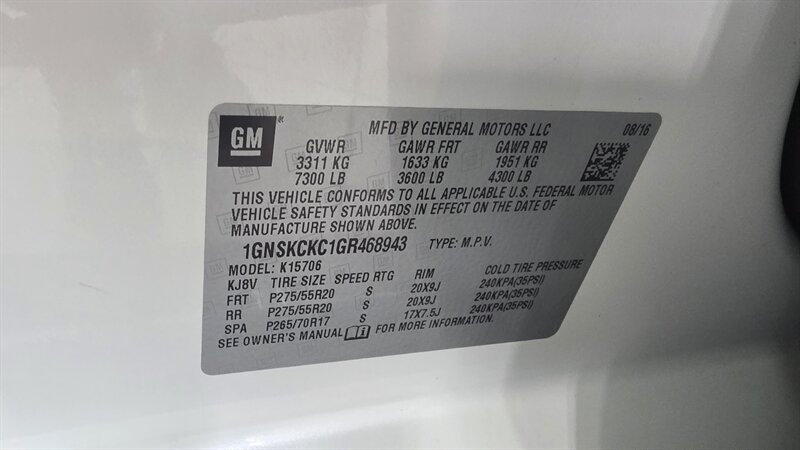 GM
MFD BY GENERAL MOTORS LLC 08/16
GVWR GAWR FRT GAWR RR
3311 KG 1633 KG 1951 KG
7300 LB 3600 LB 4300 LB
THIS VEHICLE CONFORMS TO ALL APPLICABLE U.S. FEDERAL MOTOR
VEHICLE SAFETY STANDARDS IN EFFECT ON THE DATE OF
MANUFACTURE SHOWN ABOVE.
1GNSKCKC1GR468943 TYPE: M.P.V.
MODEL: K15706
KJ8V TIRE SIZE SPEED RTG RIM COLD TIRE PRESSURE
FRT P275/55R20 S 20X9J 240KPA(35PSI)
RR P275/55R20 S 20X9J 240KPA(35PSI)
SPA P265/70R17 S 17X7.5J 240KPA(35PSI)
SEE OWNER'S MANUAL FOR MORE INFORMATION.